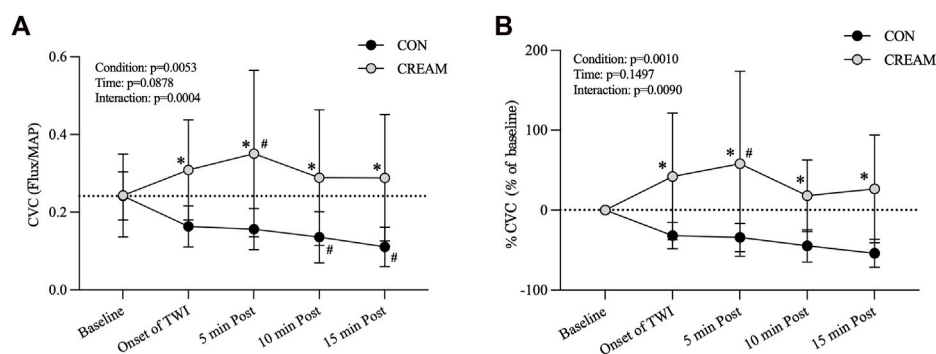 A
CON
CREAM
Condition: p=0.0053
Time: p=0.0878
Interaction: p=0.0004
CVC (Flux/MAP)
0.6
0.4
0.2
0.0
*
* #
*
*
#
#
Baseline
Onset of TWI
5 min Post
10 min Post
15 min Post
B
CON
CREAM
Condition: p=0.0010
Time: p=0.1497
Interaction: p=0.0090
% CVC (% of baseline)
200
100
0
-100
*
* #
*
*
Baseline
Onset of TWI
5 min Post
10 min Post
15 min Post